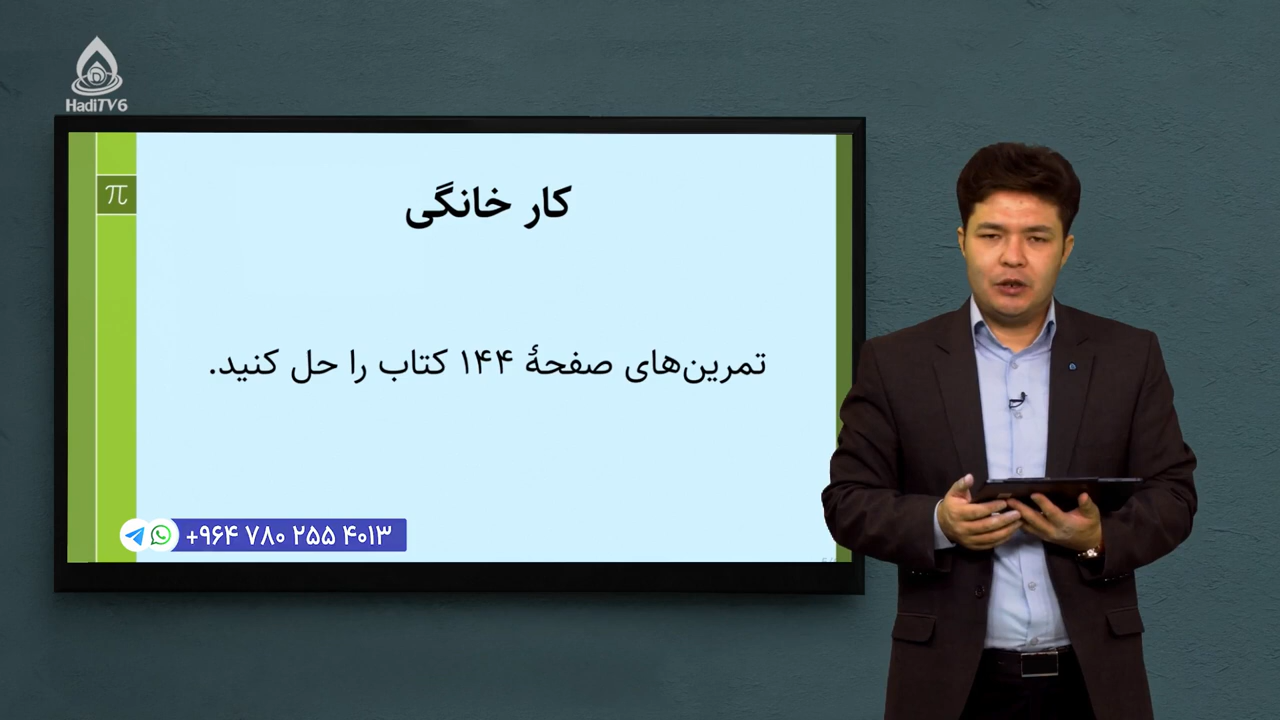 HadiTV6
π
کار خانگی
تمرین‌های صفحهٔ ۱۴۴ کتاب را حل کنید.
+۹۶۴ ۷۸۰ ۲۵۵ ۴۰۱۳